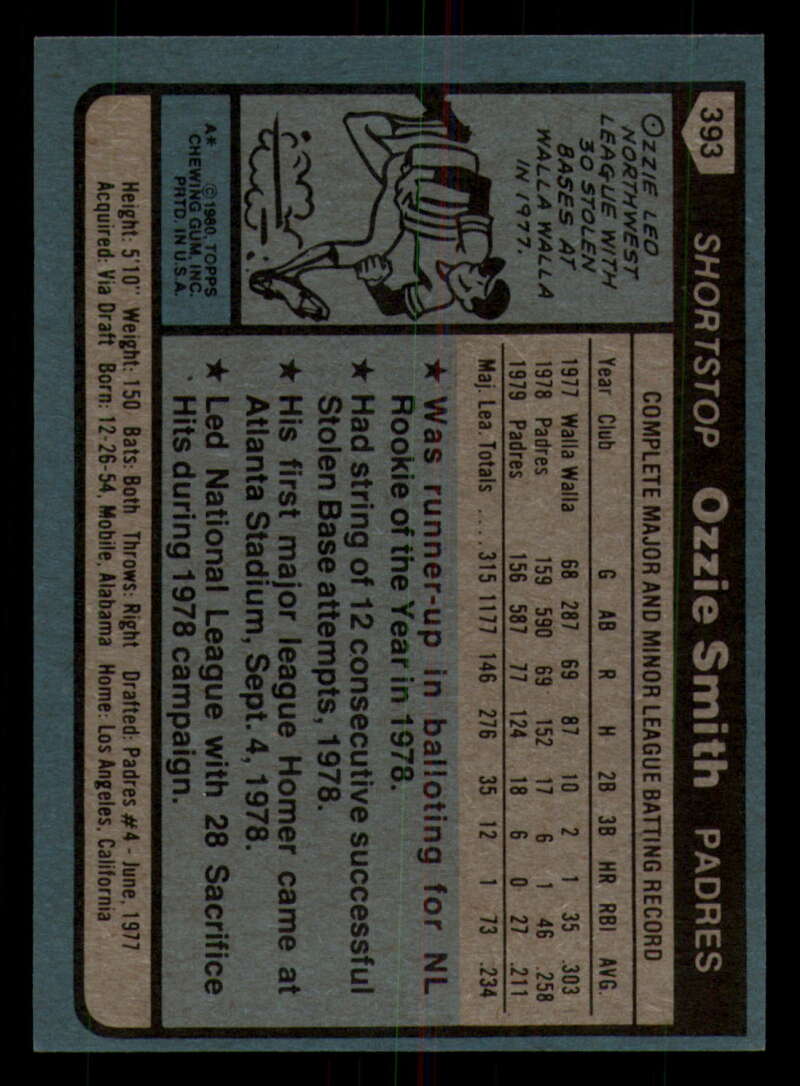 393 SHORTSTOP Ozzie Smith PADRES
OZZIE LED
NORTHWEST
LEAGUE WITH
30 STOLEN
BASES AT
WALLA WALLA
IN 1977.
A* © 1980 TOPPS
CHEWING GUM, INC.
PRTD. IN U.S.A.
COMPLETE MAJOR AND MINOR LEAGUE BATTING RECORD
Year Club G AB R H 2B 3B HR RBI AVG.
1977 Walla Walla 68 287 69 87 10 2 1 35 .303
1978 Padres 159 590 69 152 17 6 1 46 .258
1979 Padres 156 587 77 124 18 6 0 27 .211
Maj. Lea. Totals .... 315 1177 146 276 35 12 1 73 .234
★ Was runner-up in balloting for NL
Rookie of the Year in 1978.
★ Had string of 12 consecutive successful
Stolen Base attempts, 1978.
★ His first major league Homer came at
Atlanta Stadium, Sept. 4, 1978.
★ Led National League with 28 Sacrifice
Hits during 1978 campaign.
Height: 5'10" Weight: 150 Bats: Both Throws: Right Drafted: Padres #4 - June, 1977
Acquired: Via Draft Born: 12-26-54, Mobile, Alabama Home: Los Angeles, California